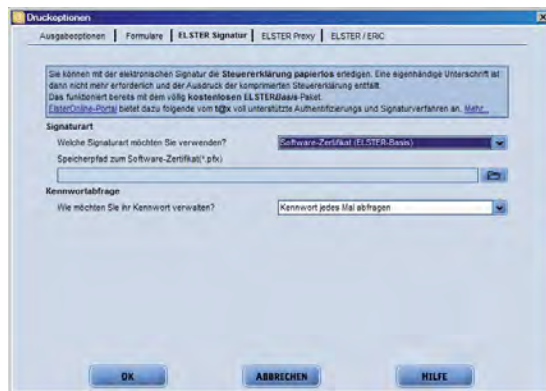 Druckoptionen
Ausgabeoptionen | Formulare | ELSTER Signatur | ELSTER Proxy | ELSTER / ERiC
Sie können mit der elektronischen Signatur die Steuererklärung papierlos erledigen. Eine eigenhändige Unterschrift ist
dann nicht mehr erforderlich und der Ausdruck der komprimierten Steuererklärung entfällt.
Das funktioniert bereits mit dem völlig kostenlosen ELSTERBasis-Paket.
ElsterOnline-Portal bietet dazu folgende vom t@x voll unterstützte Authentifizierungs und Signaturverfahren an. Mehr...
Signaturart
Welche Signaturart möchten Sie verwenden? Software-Zertifikat (ELSTER-Basis)
Speicherpfad zum Software-Zertifikat(*.pfx)
Kennwortabfrage
Wie möchten Sie ihr Kennwort verwalten? Kennwort jedes Mal abfragen
OK ABBRECHEN HILFE